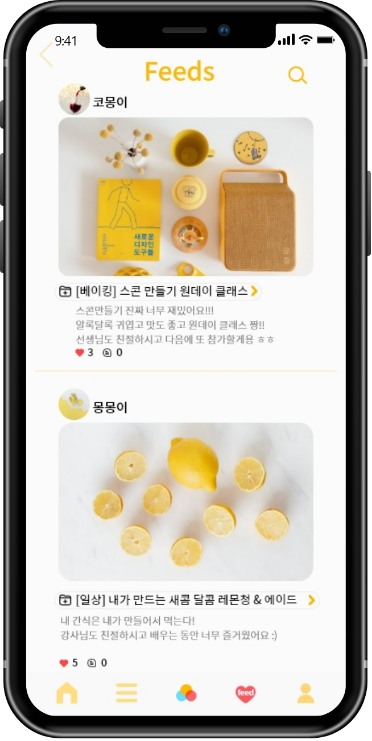 9:41
Feeds
코몽이
새로운
디자인
도구들
[베이킹] 스콘 만들기 원데이 클래스
스콘만들기 진짜 너무 재밌어요!!!
알록달록 귀엽고 맛도 좋고 원데이 클래스 짱!!
선생님도 친절하시고 다음에 또 참가할게용 ㅎㅎ
3 0
몽몽이
[일상] 내가 만드는 새콤 달콤 레몬청 & 에이드
내 간식은 내가 만들어서 먹는다!
강사님도 친절하시고 배우는 동안 너무 즐거웠어요 :)
5 0
feed